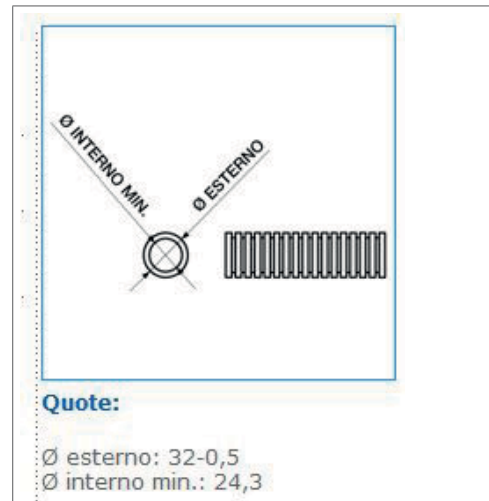 Ø INTERNO MIN.
Ø ESTERNO
Quote:
Ø esterno: 32-0,5
Ø interno min.: 24,3